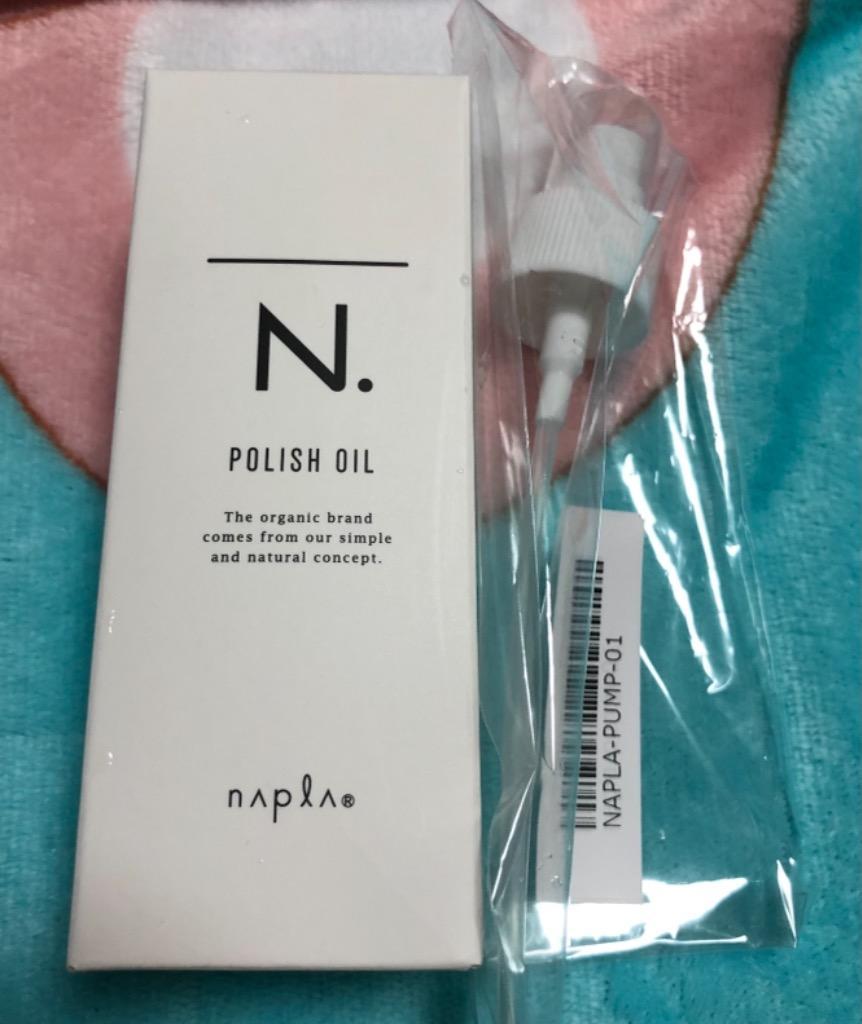 N.
POLISH OIL
The organic brand
comes from our simple
and natural concept.
napla®
NAPLA-PUMP-01